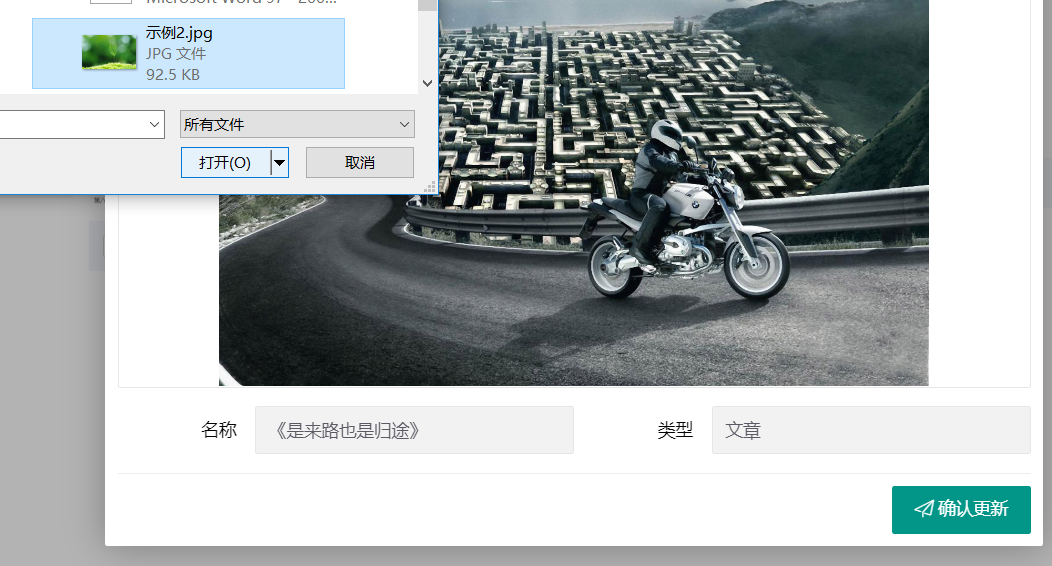 Microsoft Word 97 - 200...
示例2.jpg
JPG 文件
92.5 KB
所有文件
打开(O)
取消
名称
《是来路也是归途》
类型
文章
确认更新